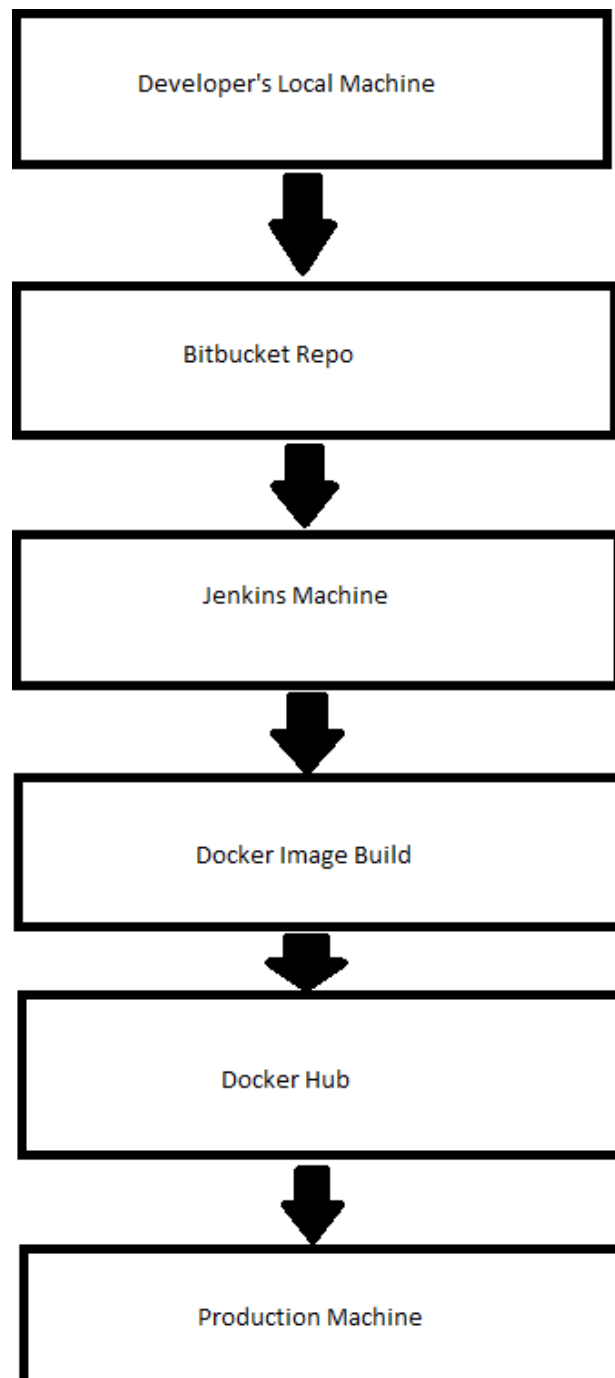 Developer's Local Machine
Bitbucket Repo
Jenkins Machine
Docker Image Build
Docker Hub
Production Machine